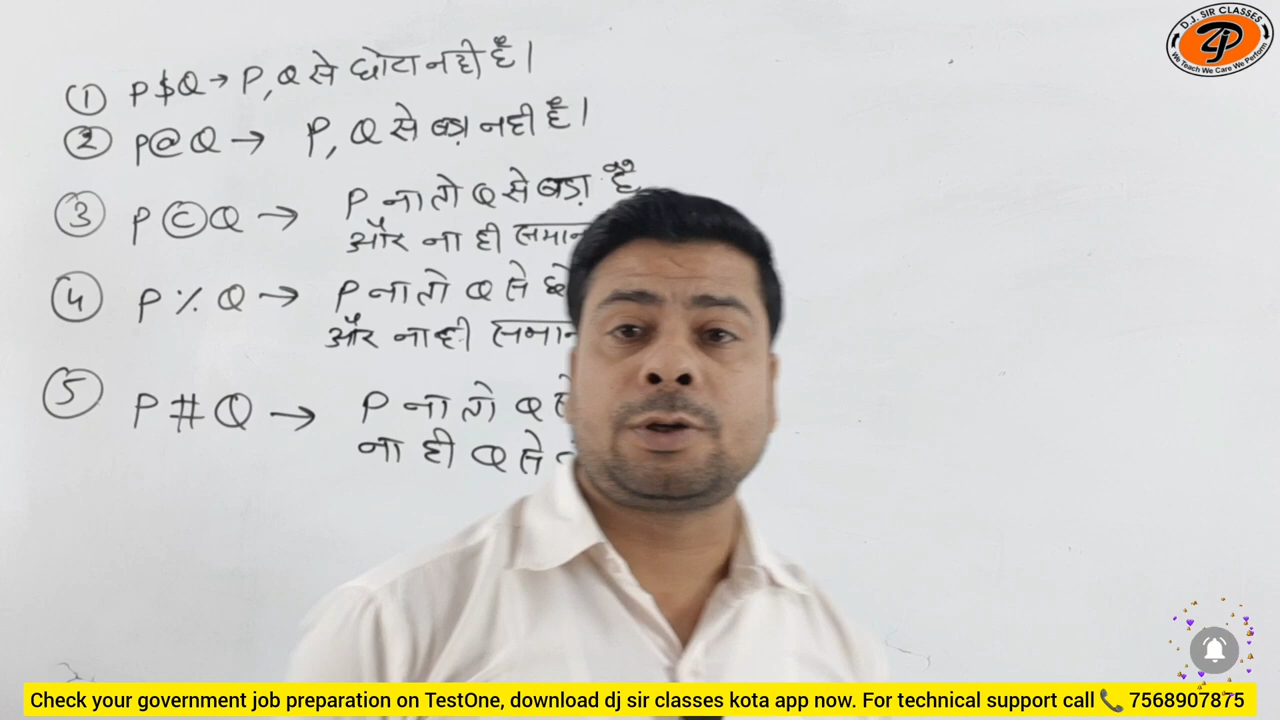 ① P$Q → P, Q से छोटा नही है।
② P@Q → P, Q से बड़ा नही है।
③ P©Q → P ना तो Q से बड़ा है
और ना ही समान
④ P%Q → P ना तो Q से
और ना ही समान
⑤ P#Q → P ना तो Q
ना ही Q से
D.J. SIR CLASSES
We Teach We Care We Perform
Check your government job preparation on TestOne, download dj sir classes kota app now. For technical support call 📞 7568907875